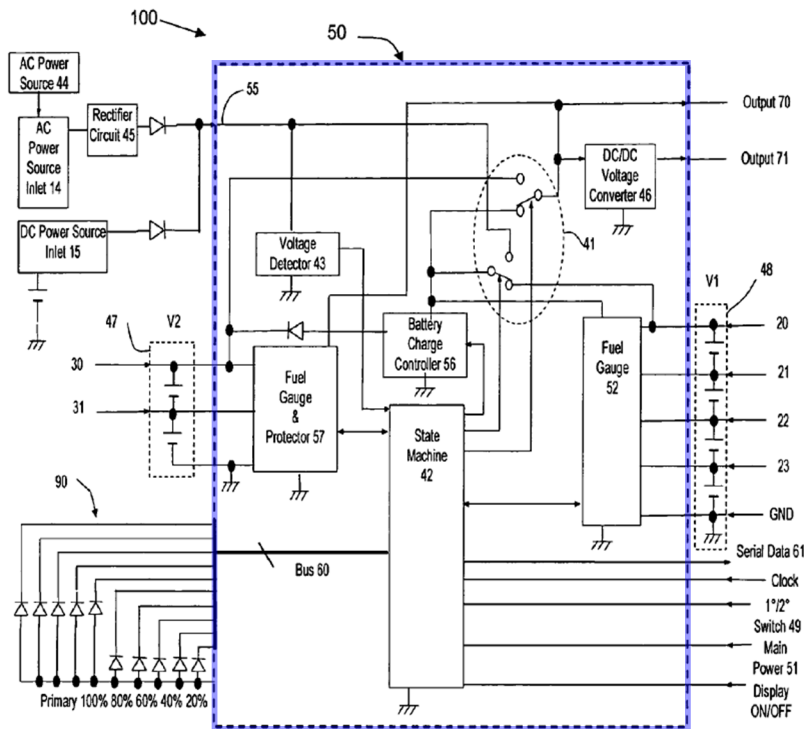 100
50
AC Power
Source 44
55
Rectifier
Circuit 45
AC
Power
Source
Inlet 14
Output 70
Output 71
DC/DC
Voltage
Converter 46
DC Power Source
Inlet 15
Voltage
Detector 43
41
V1
48
47
V2
Battery
Charge
Controller 56
20
30
Fuel
Gauge
&
Protector 57
Fuel
Gauge
52
21
31
State
Machine
42
22
23
90
GND
Bus 60
Serial Data 61
Clock
1°/2°
Switch 49
Main
Power 51
Primary 100% 80% 60% 40% 20%
Display
ON/OFF